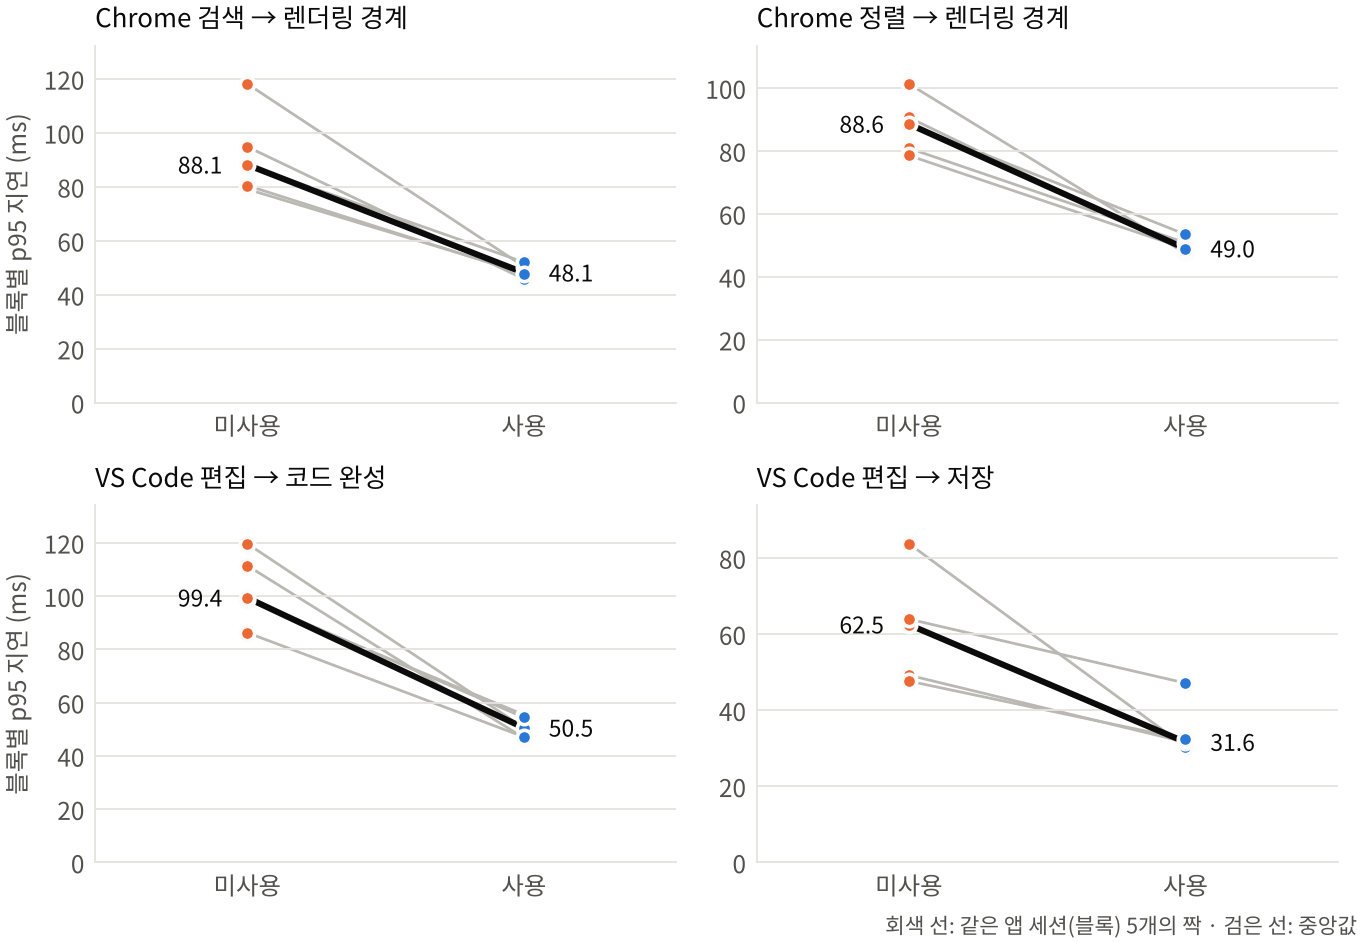 Chrome 검색 → 렌더링 경계
블록별 p95 지연 (ms)
120
100
80
60
40
20
0
88.1
48.1
미사용
사용
Chrome 정렬 → 렌더링 경계
100
80
60
40
20
0
88.6
49.0
미사용
사용
VS Code 편집 → 코드 완성
블록별 p95 지연 (ms)
120
100
80
60
40
20
0
99.4
50.5
미사용
사용
VS Code 편집 → 저장
80
60
40
20
0
62.5
31.6
미사용
사용
회색 선: 같은 앱 세션(블록) 5개의 짝 · 검은 선: 중앙값